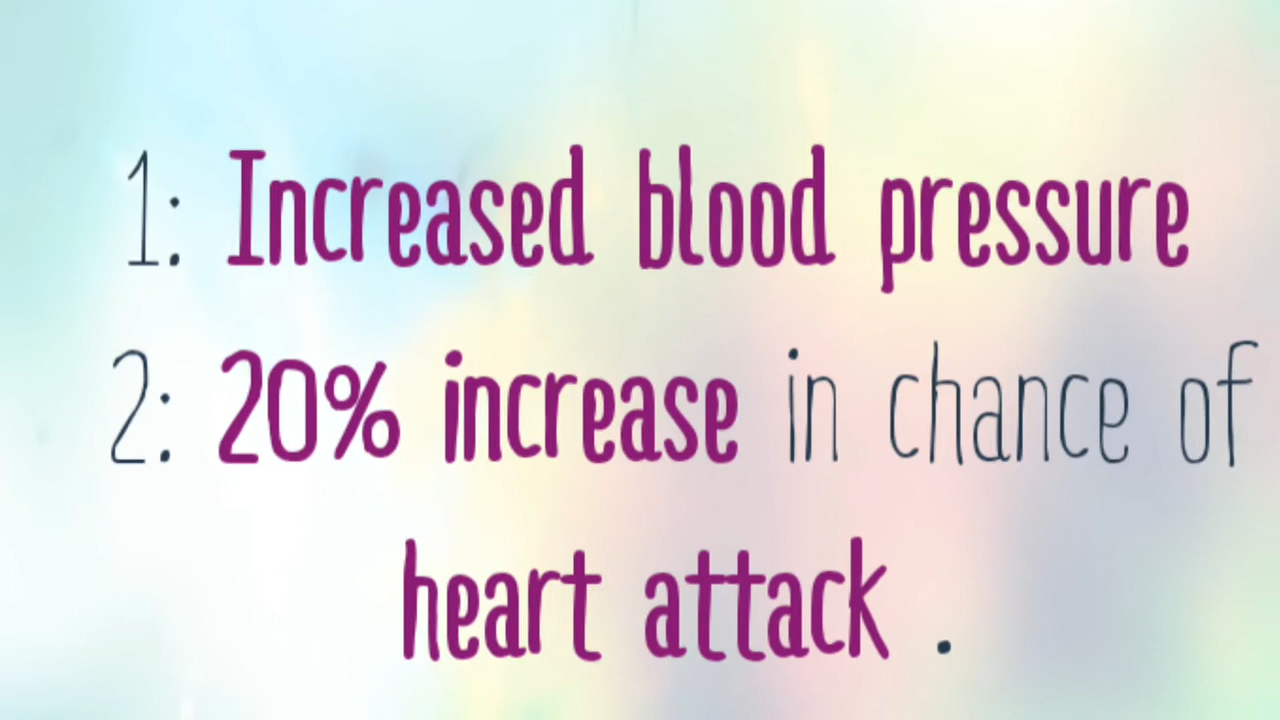 1: Increased blood pressure
2: 20% increase in chance of
heart attack .